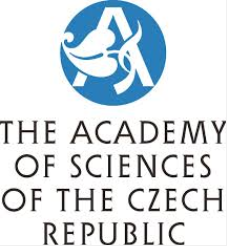 THE ACADEMY
OF SCIENCES
OF THE CZECH
REPUBLIC